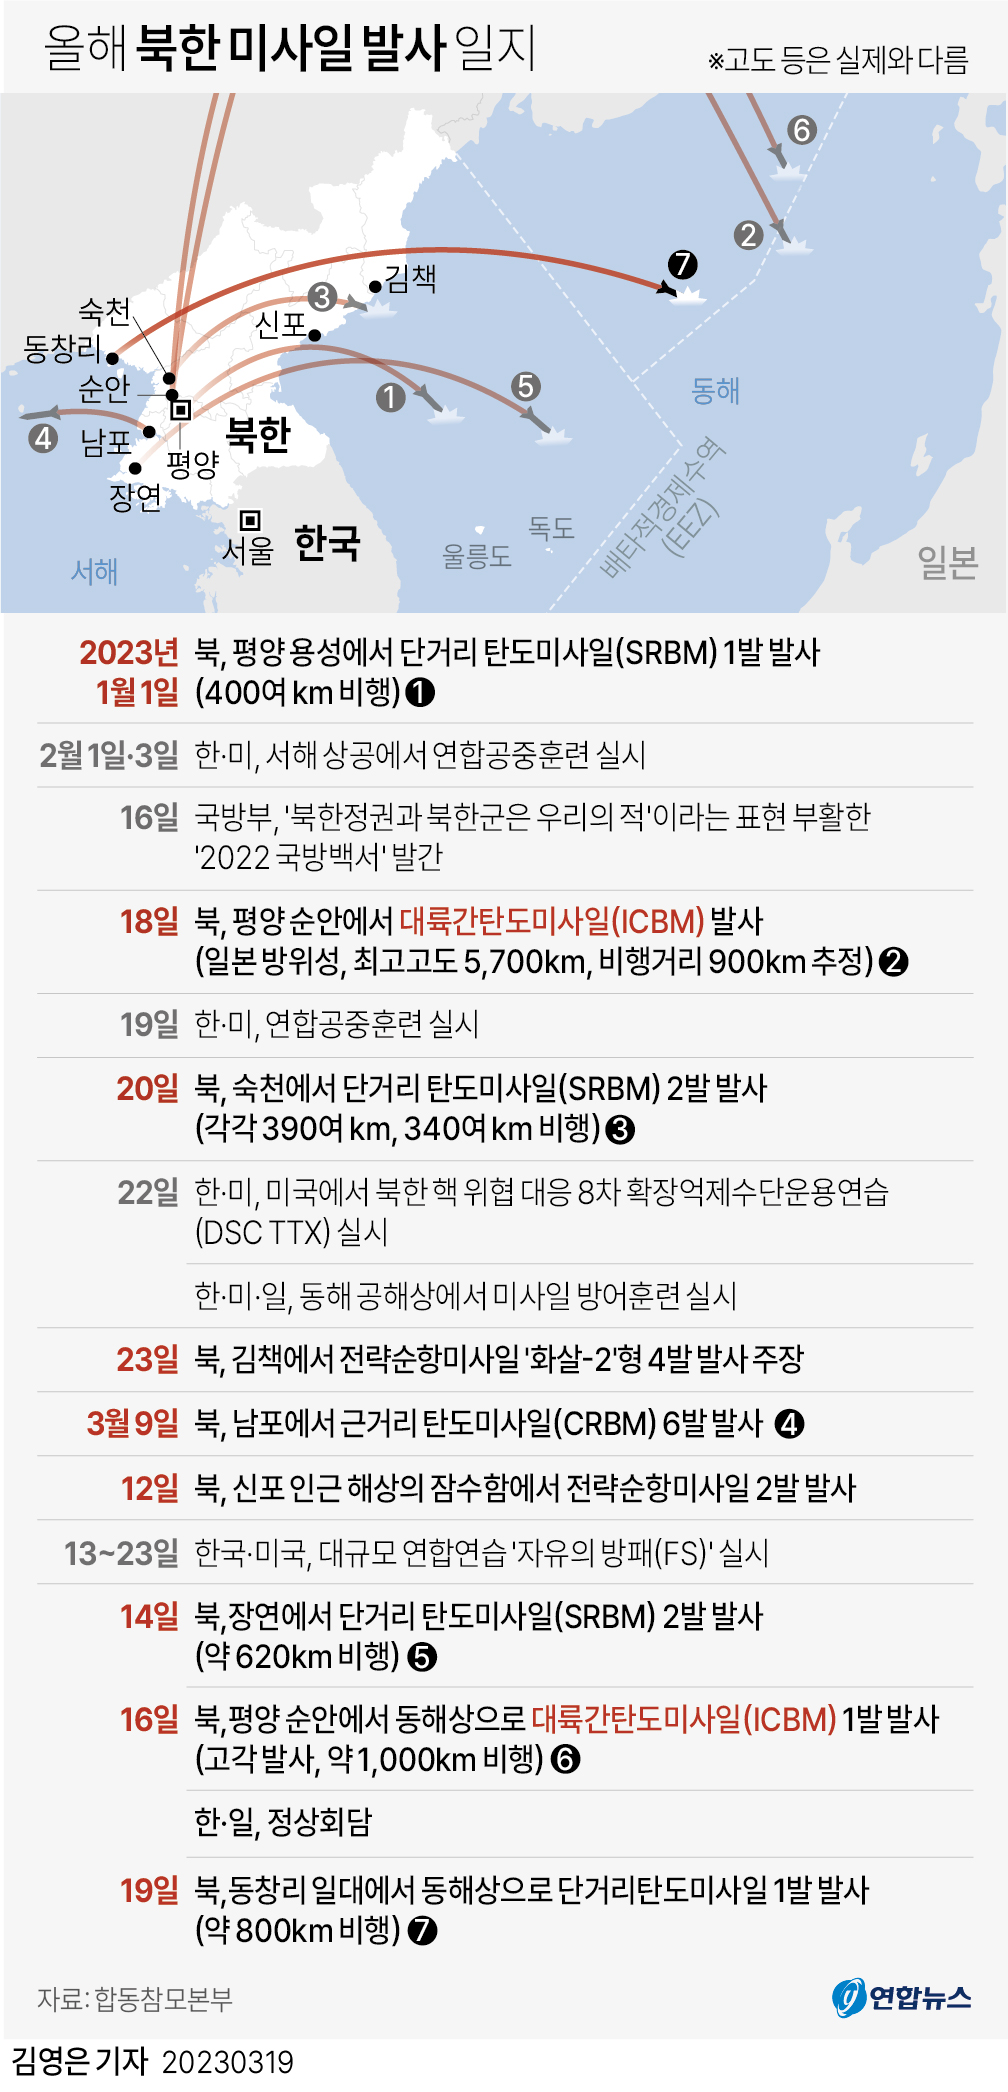 올해 북한 미사일 발사 일지
※고도 등은 실제와 다름
6
2
7
김책
3
숙천
신포
동창리
순안
1
5
동해
4
남포
북한
평양
장연
서울
한국
독도
울릉도
배타적경제수역
(EEZ)
일본
서해
2023년 북, 평양 용성에서 단거리 탄도미사일(SRBM) 1발 발사
1월 1일 (400여 km 비행) ❶
2월 1일·3일 한·미, 서해 상공에서 연합공중훈련 실시
16일 국방부, '북한정권과 북한군은 우리의 적'이라는 표현 부활한
'2022 국방백서' 발간
18일 북, 평양 순안에서 대륙간탄도미사일(ICBM) 발사
(일본 방위성, 최고고도 5,700km, 비행거리 900km 추정) ❷
19일 한·미, 연합공중훈련 실시
20일 북, 숙천에서 단거리 탄도미사일(SRBM) 2발 발사
(각각 390여 km, 340여 km 비행) ❸
22일 한·미, 미국에서 북한 핵 위협 대응 8차 확장억제수단운용연습
(DSC TTX) 실시
한·미·일, 동해 공해상에서 미사일 방어훈련 실시
23일 북, 김책에서 전략순항미사일 '화살-2'형 4발 발사 주장
3월 9일 북, 남포에서 근거리 탄도미사일(CRBM) 6발 발사 ❹
12일 북, 신포 인근 해상의 잠수함에서 전략순항미사일 2발 발사
13~23일 한국·미국, 대규모 연합연습 '자유의 방패(FS)' 실시
14일 북,장연에서 단거리 탄도미사일(SRBM) 2발 발사
(약 620km 비행) ❺
16일 북,평양 순안에서 동해상으로 대륙간탄도미사일(ICBM) 1발 발사
(고각 발사, 약 1,000km 비행) ❻
한·일, 정상회담
19일 북,동창리 일대에서 동해상으로 단거리탄도미사일 1발 발사
(약 800km 비행) ❼
자료: 합동참모본부
연합뉴스
김영은 기자 20230319